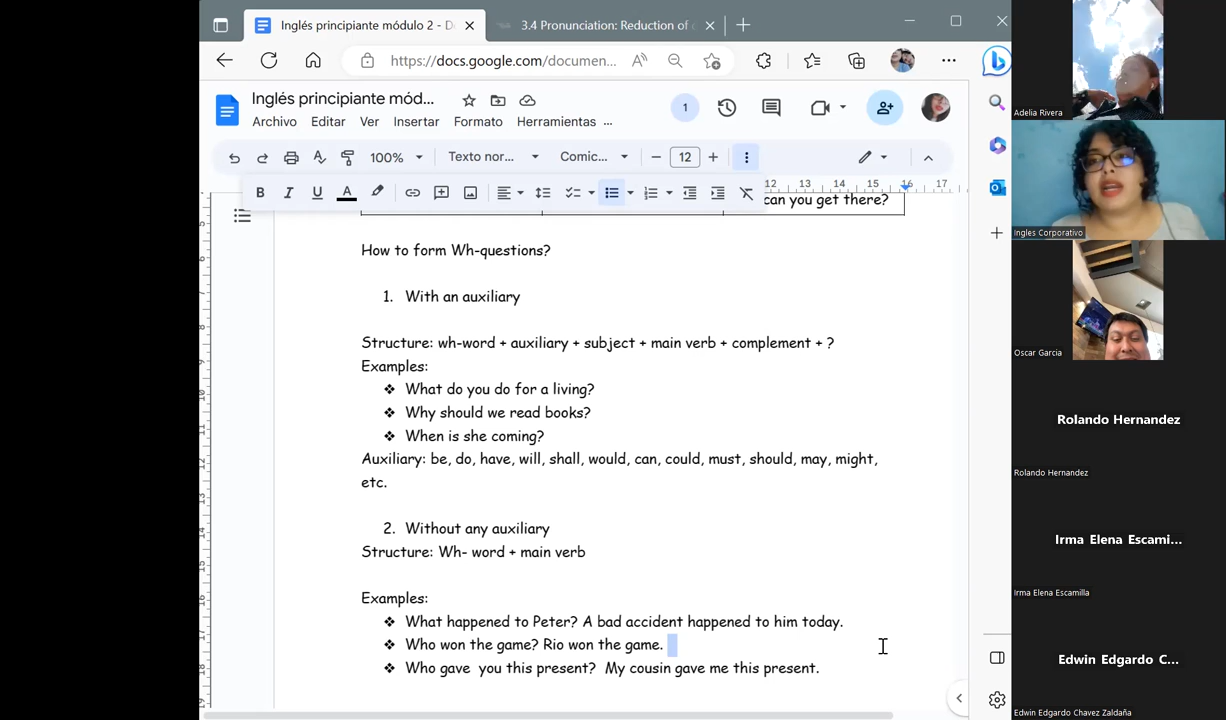 Inglés principiante módulo 2 - D
3.4 Pronunciation: Reduction of
https://docs.google.com/documen...
Inglés principiante mód...
Archivo Editar Ver Insertar Formato Herramientas ...
1
100% Texto nor... Comic... 12
12 13 14 15 16 17
can you get there?
How to form Wh-questions?
1. With an auxiliary
Structure: wh-word + auxiliary + subject + main verb + complement + ?
Examples:
❖ What do you do for a living?
❖ Why should we read books?
❖ When is she coming?
Auxiliary: be, do, have, will, shall, would, can, could, must, should, may, might,
etc.
2. Without any auxiliary
Structure: Wh- word + main verb
Examples:
❖ What happened to Peter? A bad accident happened to him today.
❖ Who won the game? Rio won the game.
❖ Who gave you this present? My cousin gave me this present.
Adelia Rivera
Ingles Corporativo
Oscar Garcia
Rolando Hernandez
Rolando Hernandez
Irma Elena Escami...
Irma Elena Escamilla
Edwin Edgardo C...
Edwin Edgardo Chavez Zaldaña